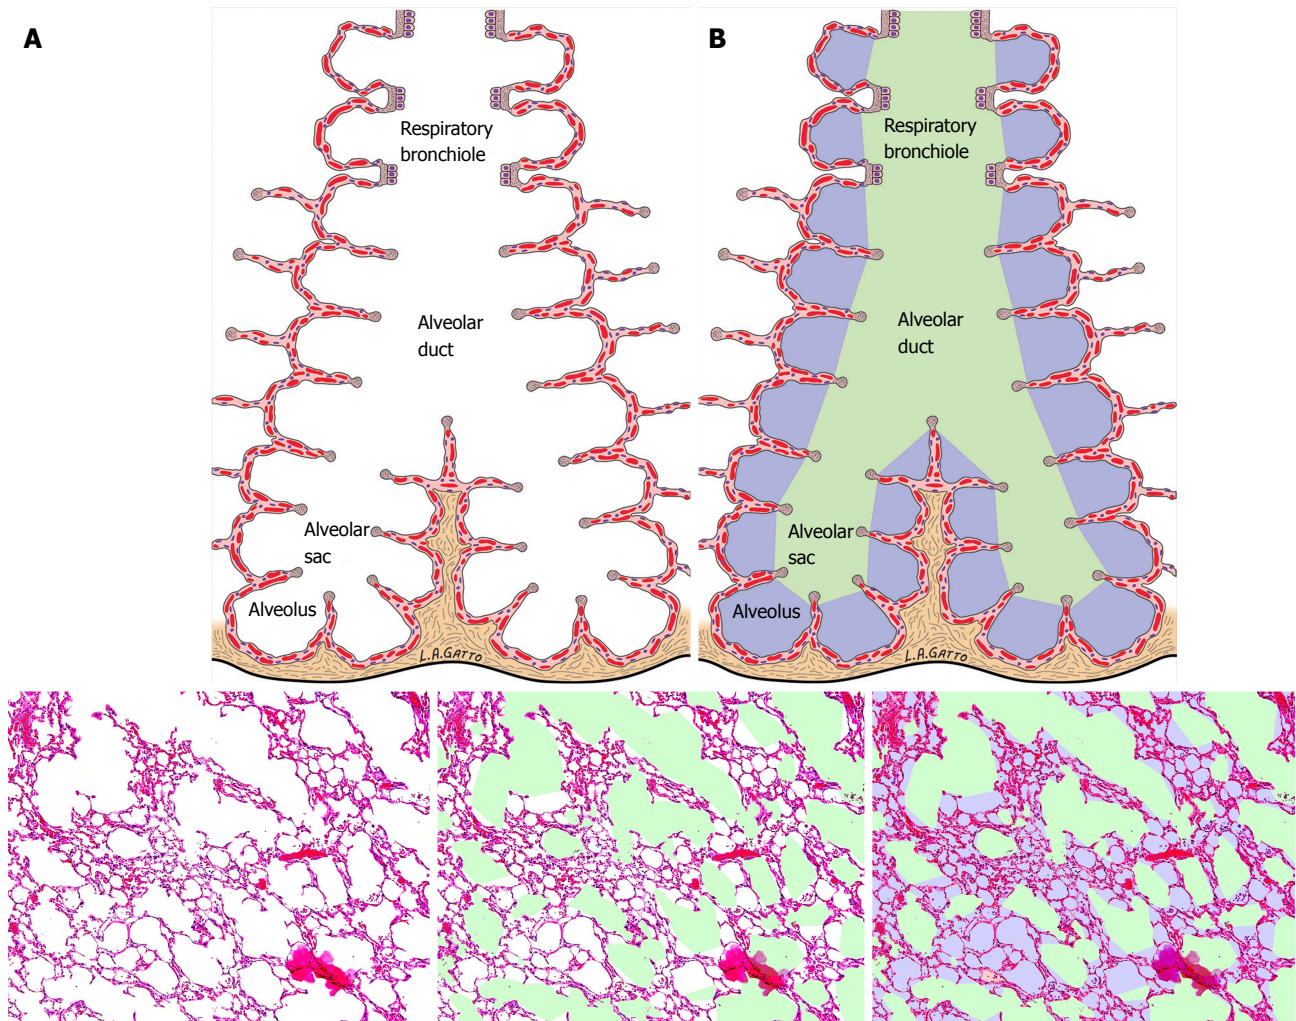 A
B
Respiratory
bronchiole
Alveolar
duct
Alveolar
sac
Alveolus
L.A.GATTO
Respiratory
bronchiole
Alveolar
duct
Alveolar
sac
Alveolus
L.A.GATTO